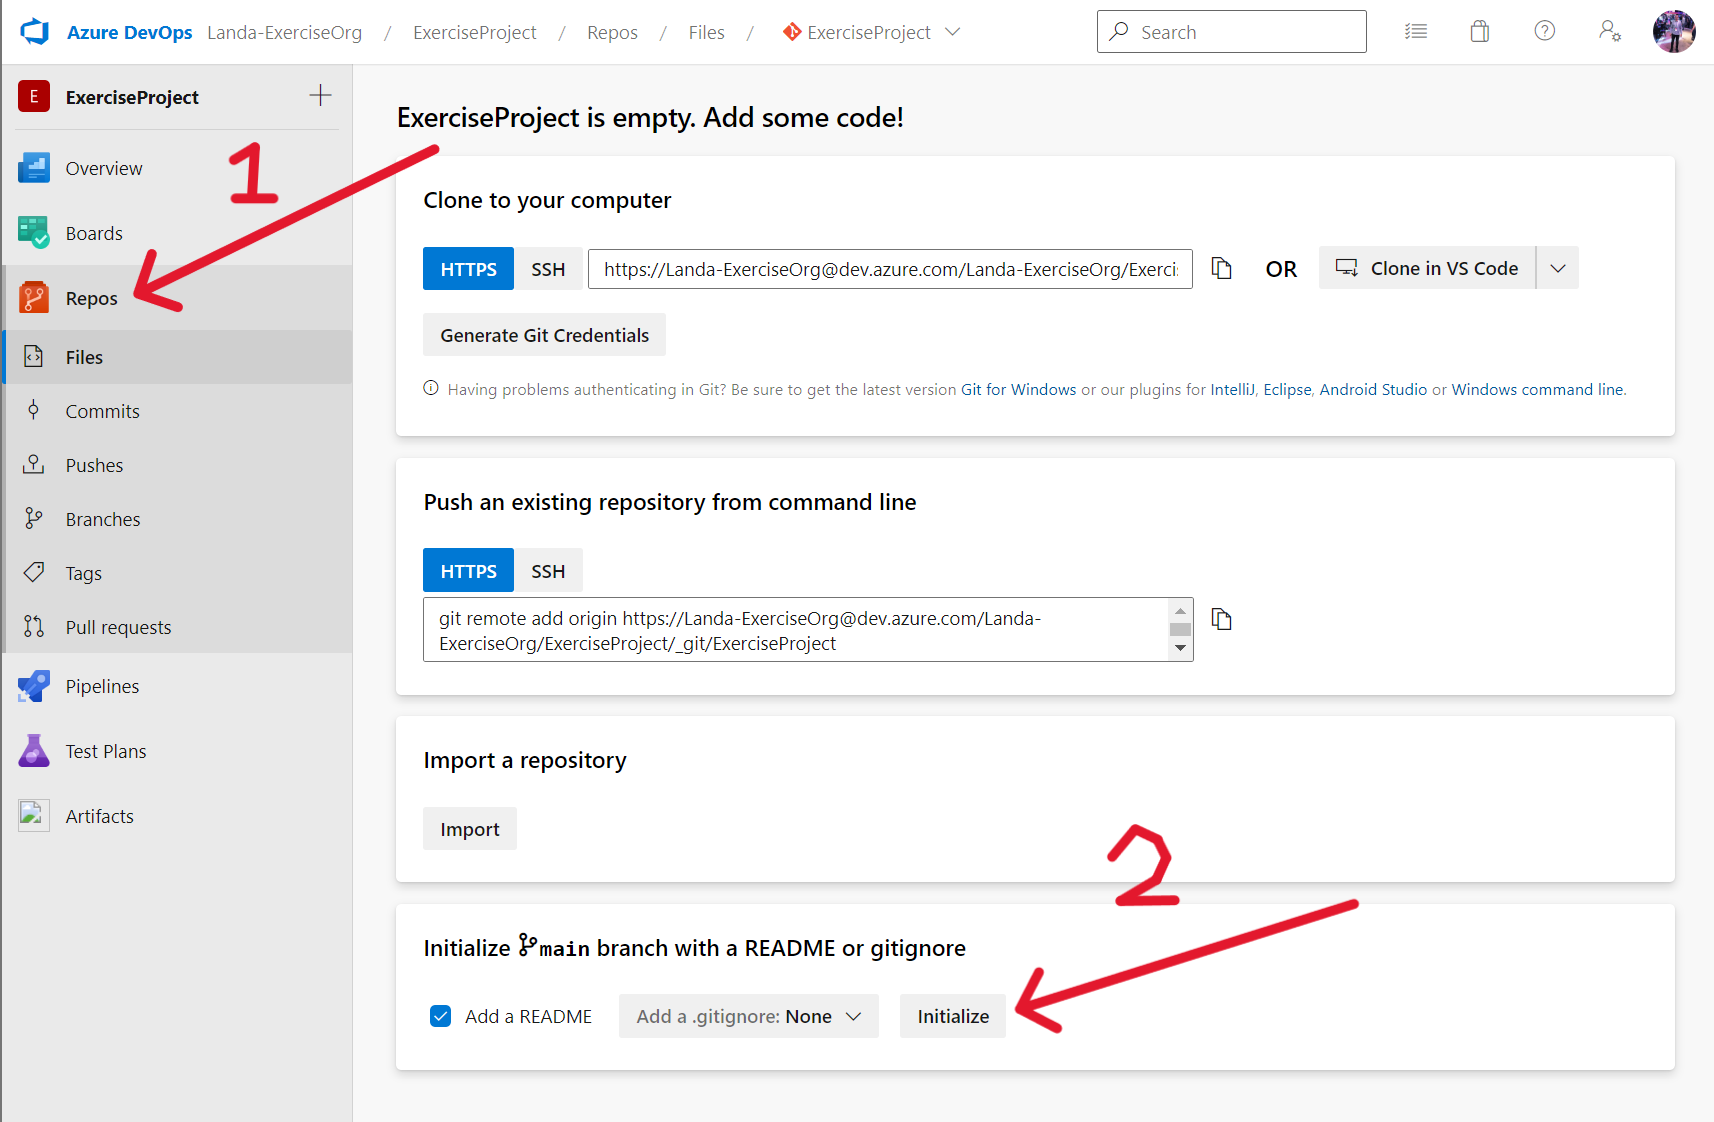 Azure DevOps Landa-ExerciseOrg / ExerciseProject / Repos / Files / ExerciseProject
Search
E ExerciseProject
Overview
Boards
Repos
Files
Commits
Pushes
Branches
Tags
Pull requests
Pipelines
Test Plans
Artifacts
1
ExerciseProject is empty. Add some code!
Clone to your computer
HTTPS SSH https://Landa-ExerciseOrg@dev.azure.com/Landa-ExerciseOrg/Exerci OR Clone in VS Code
Generate Git Credentials
Having problems authenticating in Git? Be sure to get the latest version Git for Windows or our plugins for IntelliJ, Eclipse, Android Studio or Windows command line.
Push an existing repository from command line
HTTPS SSH
git remote add origin https://Landa-ExerciseOrg@dev.azure.com/Landa-
ExerciseOrg/ExerciseProject/_git/ExerciseProject
Import a repository
Import
2
Initialize main branch with a README or gitignore
Add a README Add a .gitignore: None Initialize